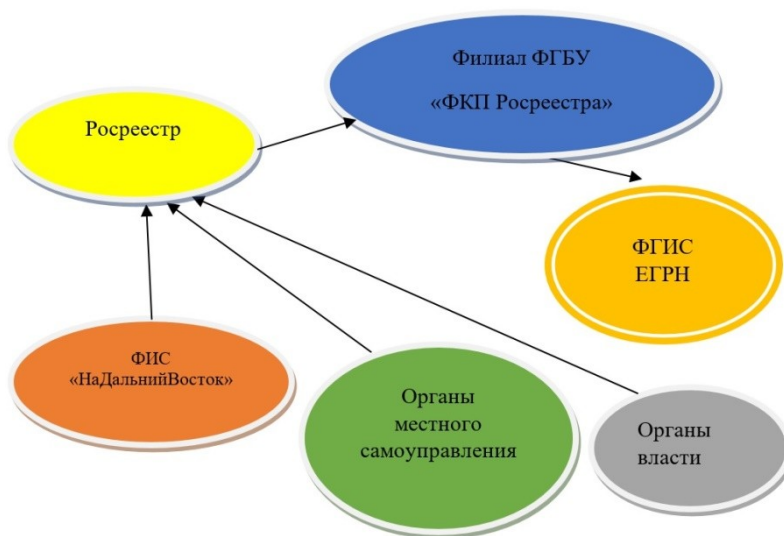 Филиал ФГБУ
«ФКП Росреестра»
Росреестр
ФГИС
ЕГРН
ФИС
«НаДальнийВосток»
Органы
местного
самоуправления
Органы
власти